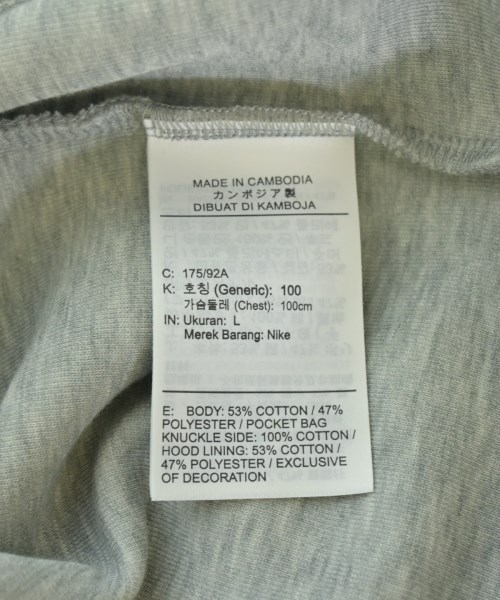 MADE IN CAMBODIA
カンボジア製
DIBUAT DI KAMBOJA
C: 175/92A
K: 호칭 (Generic): 100
가슴둘레 (Chest): 100cm
IN: Ukuran: L
Merek Barang: Nike
E: BODY: 53% COTTON / 47%
POLYESTER / POCKET BAG
KNUCKLE SIDE: 100% COTTON /
HOOD LINING: 53% COTTON /
47% POLYESTER / EXCLUSIVE
OF DECORATION